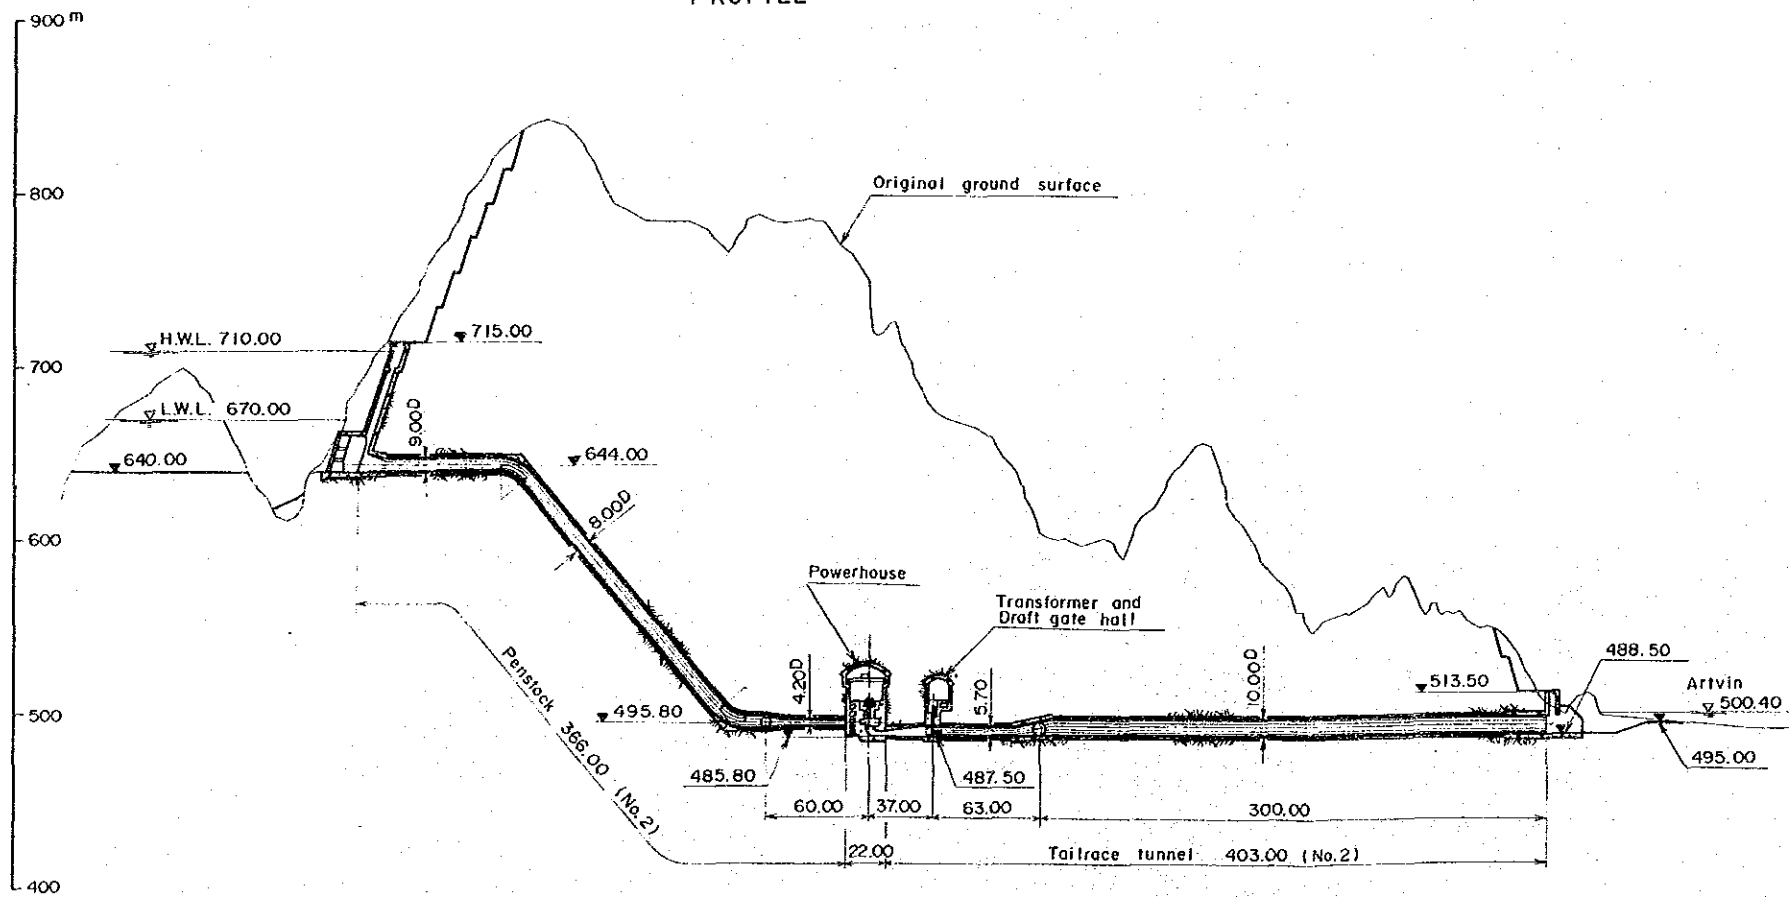 900 m
800
700
600
500
400
Original ground surface
H.W.L. 710.00
715.00
L.W.L. 670.00
9.00D
640.00
644.00
8.00D
Powerhouse
Transformer and
Draft gate hall
Penstock 366.00 (No.2)
495.80
4.20D
5.70
10.00D
513.50
488.50
Artvin
500.40
485.80
487.50
495.00
60.00
37.00
63.00
300.00
22.00
Tailrace tunnel 403.00 (No.2)